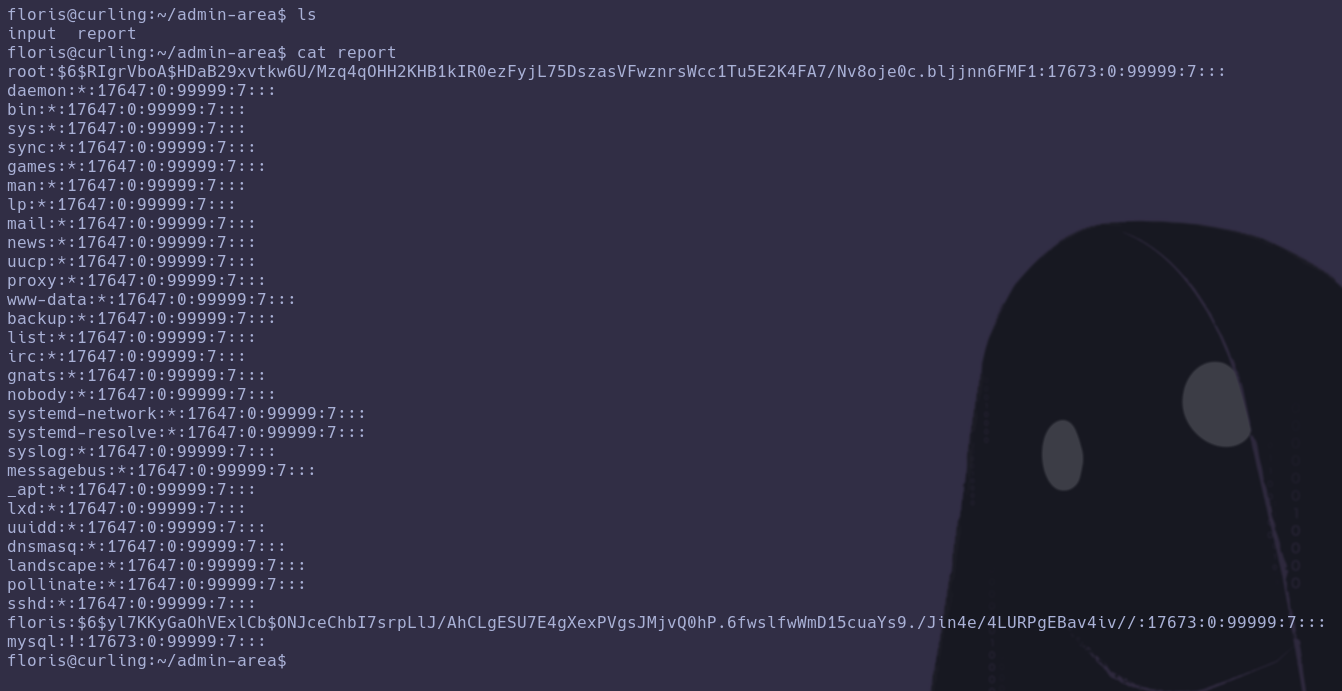 floris@curling:~/admin-area$ ls
input  report
floris@curling:~/admin-area$ cat report
root:$6$RIgrVboA$HDaB29xvtkw6U/Mzq4qOHH2KHB1kIR0ezFyjL75DszasVFwznrsWcc1Tu5E2K4FA7/Nv8oje0c.bljjnn6FMF1:17673:0:99999:7:::
daemon:*:17647:0:99999:7:::
bin:*:17647:0:99999:7:::
sys:*:17647:0:99999:7:::
sync:*:17647:0:99999:7:::
games:*:17647:0:99999:7:::
man:*:17647:0:99999:7:::
lp:*:17647:0:99999:7:::
mail:*:17647:0:99999:7:::
news:*:17647:0:99999:7:::
uucp:*:17647:0:99999:7:::
proxy:*:17647:0:99999:7:::
www-data:*:17647:0:99999:7:::
backup:*:17647:0:99999:7:::
list:*:17647:0:99999:7:::
irc:*:17647:0:99999:7:::
gnats:*:17647:0:99999:7:::
nobody:*:17647:0:99999:7:::
systemd-network:*:17647:0:99999:7:::
systemd-resolve:*:17647:0:99999:7:::
syslog:*:17647:0:99999:7:::
messagebus:*:17647:0:99999:7:::
_apt:*:17647:0:99999:7:::
lxd:*:17647:0:99999:7:::
uuidd:*:17647:0:99999:7:::
dnsmasq:*:17647:0:99999:7:::
landscape:*:17647:0:99999:7:::
pollinate:*:17647:0:99999:7:::
sshd:*:17647:0:99999:7:::
floris:$6$yl7KKyGaOhVExlCb$ONJceChbI7srpLlJ/AhCLgESU7E4gXexPVgsJMjvQ0hP.6fwslfwWmD15cuaYs9./Jin4e/4LURPgEBav4iv//:17673:0:99999:7:::
mysql:!:17673:0:99999:7:::
floris@curling:~/admin-area$